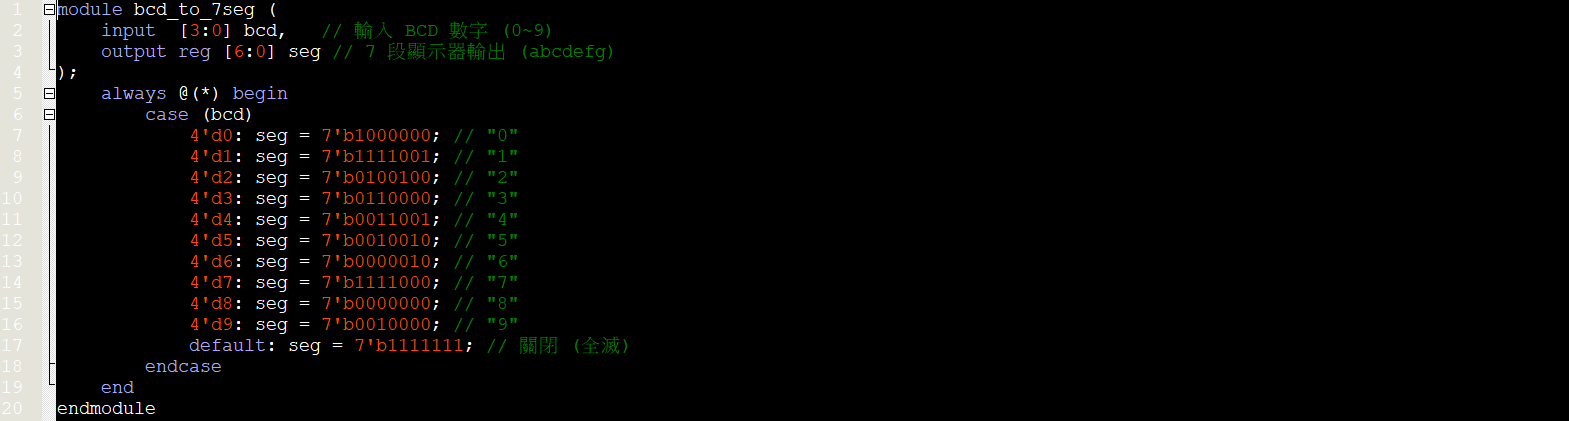 1 module bcd_to_7seg (
2     input  [3:0] bcd,   // 輸入 BCD 數字 (0~9)
3     output reg [6:0] seg // 7 段顯示器輸出 (abcdefg)
4 );
5     always @(*) begin
6         case (bcd)
7             4'd0: seg = 7'b1000000; // "0"
8             4'd1: seg = 7'b1111001; // "1"
9             4'd2: seg = 7'b0100100; // "2"
10             4'd3: seg = 7'b0110000; // "3"
11             4'd4: seg = 7'b0011001; // "4"
12             4'd5: seg = 7'b0010010; // "5"
13             4'd6: seg = 7'b0000010; // "6"
14             4'd7: seg = 7'b1111000; // "7"
15             4'd8: seg = 7'b0000000; // "8"
16             4'd9: seg = 7'b0010000; // "9"
17             default: seg = 7'b1111111; // 關閉 (全滅)
18         endcase
19     end
20 endmodule